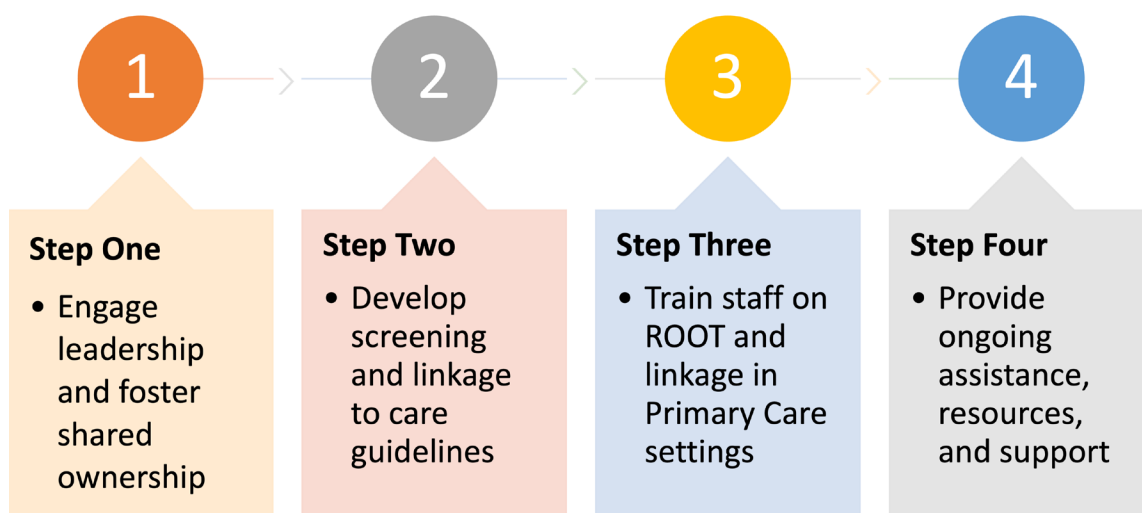 1
2
3
4
Step One
• Engage
leadership
and foster
shared
ownership
Step Two
• Develop
screening
and linkage
to care
guidelines
Step Three
• Train staff on
ROOT and
linkage in
Primary Care
settings
Step Four
• Provide
ongoing
assistance,
resources,
and support